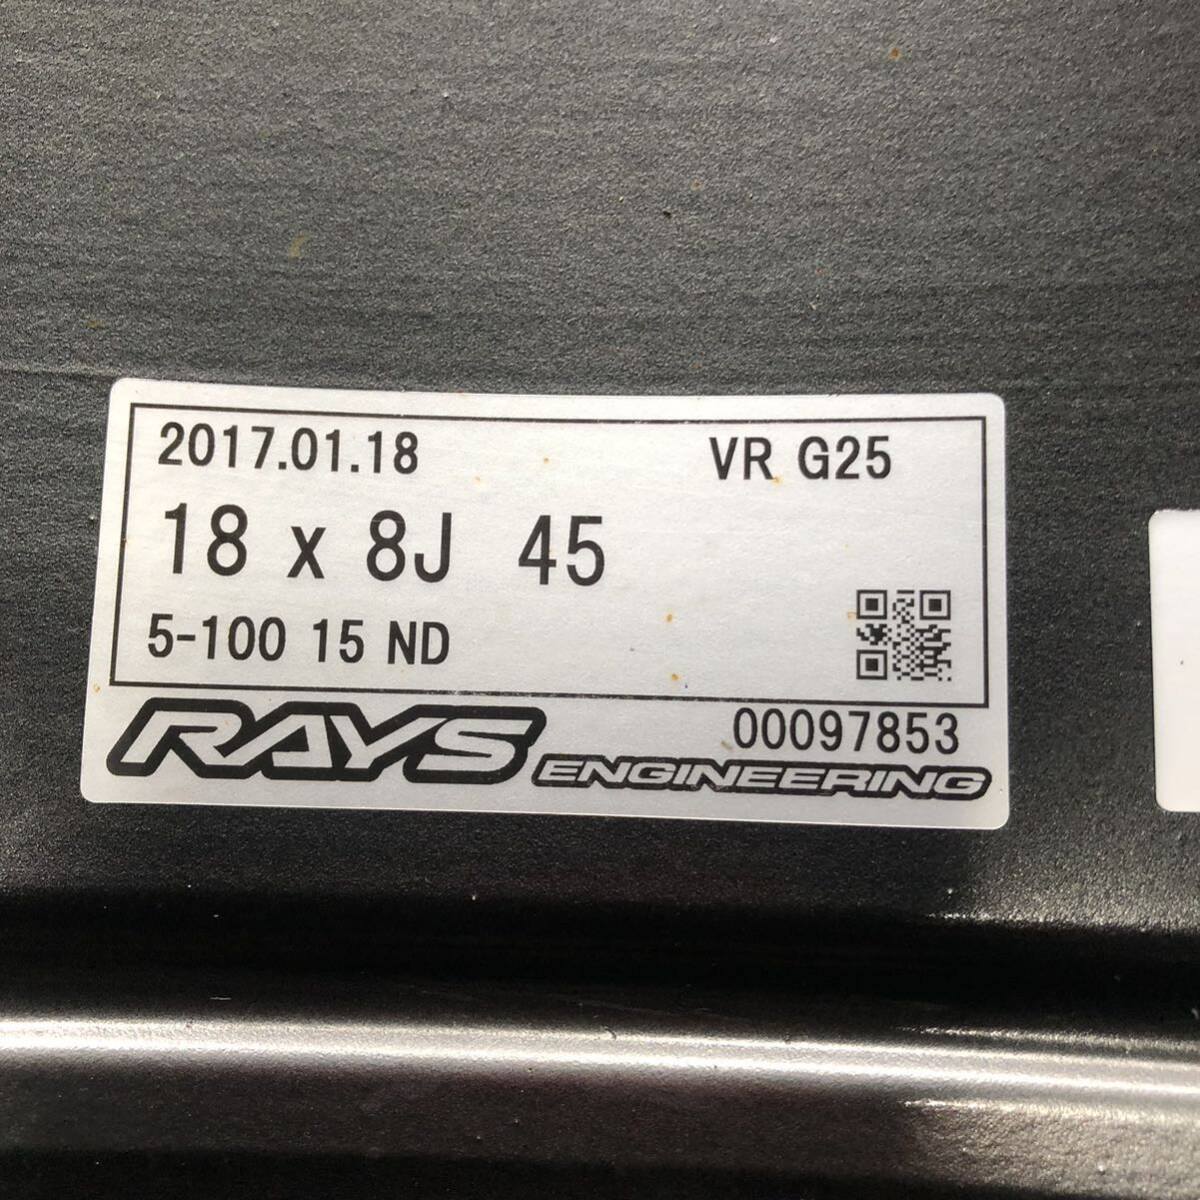 2017.01.18 VR G25
18 x 8J 45
5-100 15 ND
RAYS ENGINEERING 00097853